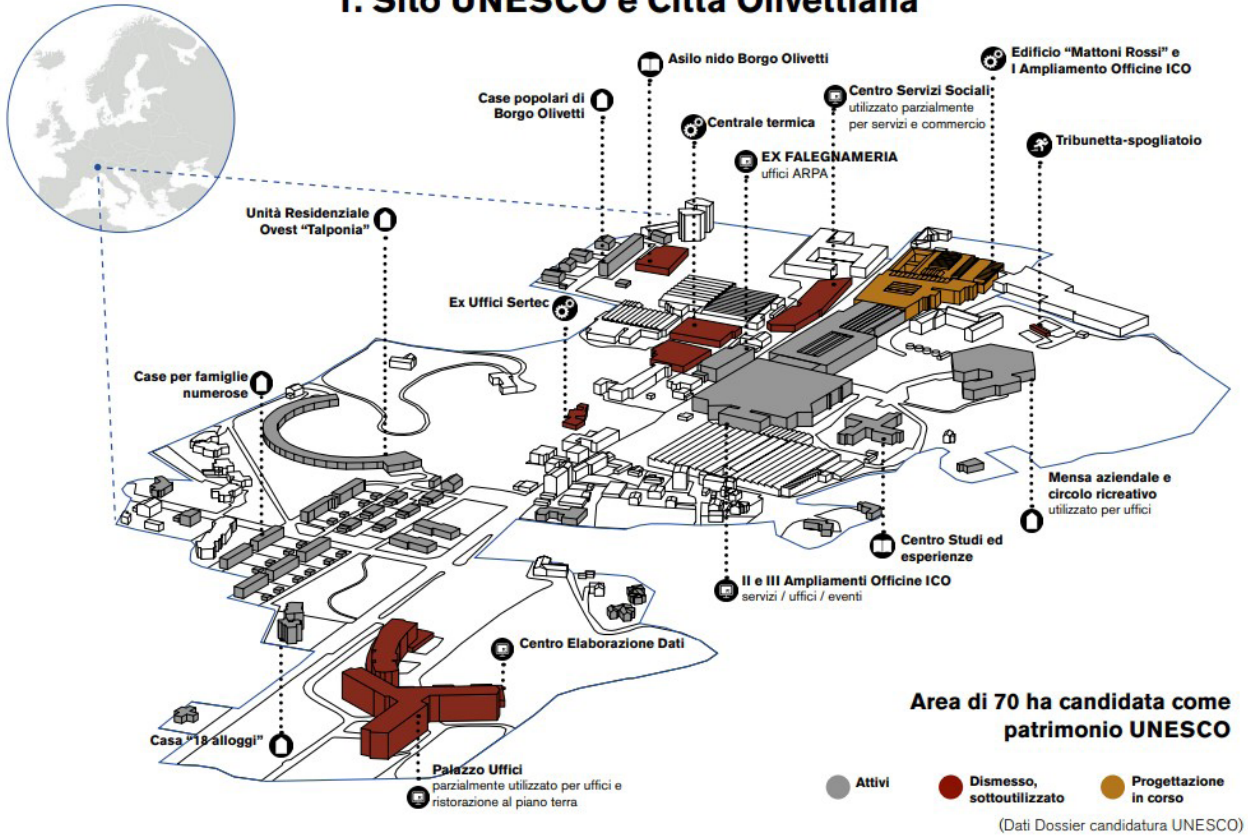 1. Sito UNESCO e Città Olivettiana
Asilo nido Borgo Olivetti
Edificio "Mattoni Rossi" e
I Ampliamento Officine ICO
Case popolari di
Borgo Olivetti
Centro Servizi Sociali
utilizzato parzialmente
per servizi e commercio
Centrale termica
Tribunetta-spogliatoio
EX FALEGNAMERIA
uffici ARPA
Unità Residenziale
Ovest "Talponia"
Ex Uffici Sertec
Case per famiglie
numerose
Mensa aziendale e
circolo ricreativo
utilizzato per uffici
Centro Studi ed
esperienze
II e III Ampliamenti Officine ICO
servizi / uffici / eventi
Centro Elaborazione Dati
Casa "18 alloggi"
Palazzo Uffici
parzialmente utilizzato per uffici e
ristorazione al piano terra
Area di 70 ha candidata come
patrimonio UNESCO
Attivi
Dismesso,
sottoutilizzato
Progettazione
in corso
(Dati Dossier candidatura UNESCO)